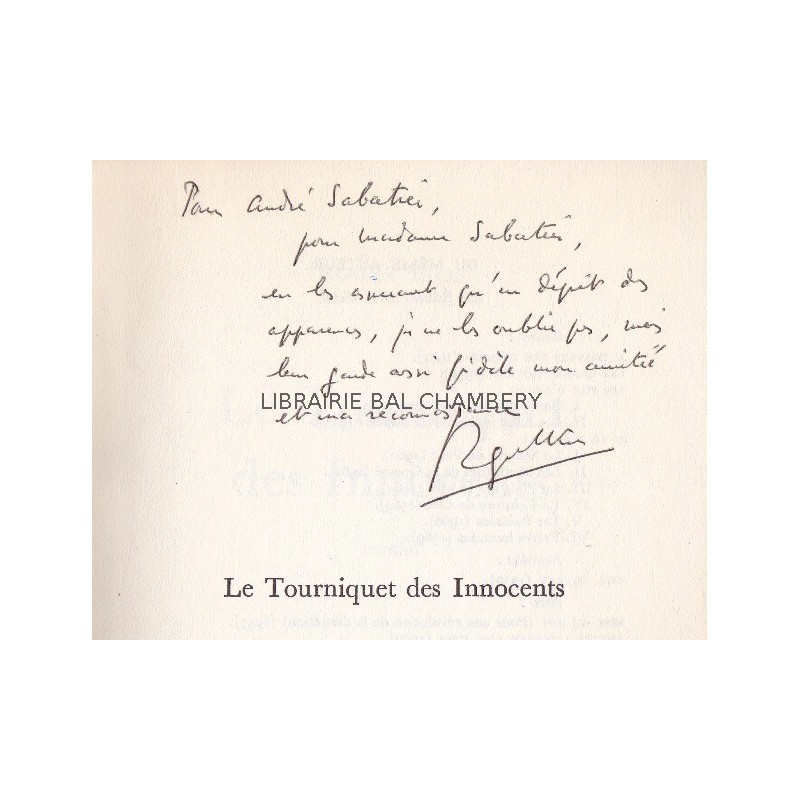 Pour André Sabatier,
pour madame Sabatier,
en les assurant qu'en dépit des
apparences, je ne les oublie pas, mais
leur garde aussi fidèle mon amitié
LIBRAIRIE BAL CHAMBERY
et ma reconnaissance
Le Tourniquet des Innocents